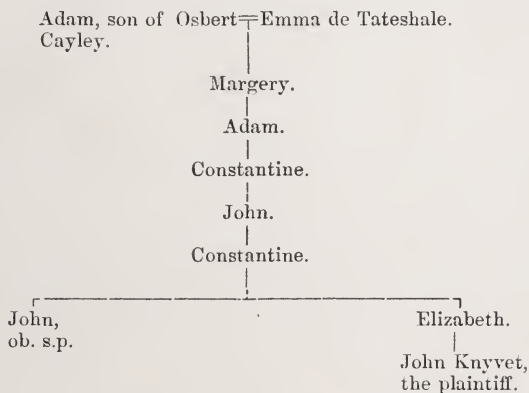 Adam, son of Osbert=Emma de Tateshale.
Cayley.
Margery.
Adam.
Constantine.
John.
Constantine.
John,
ob. s.p.
Elizabeth.
John Knyvet,
the plaintiff.